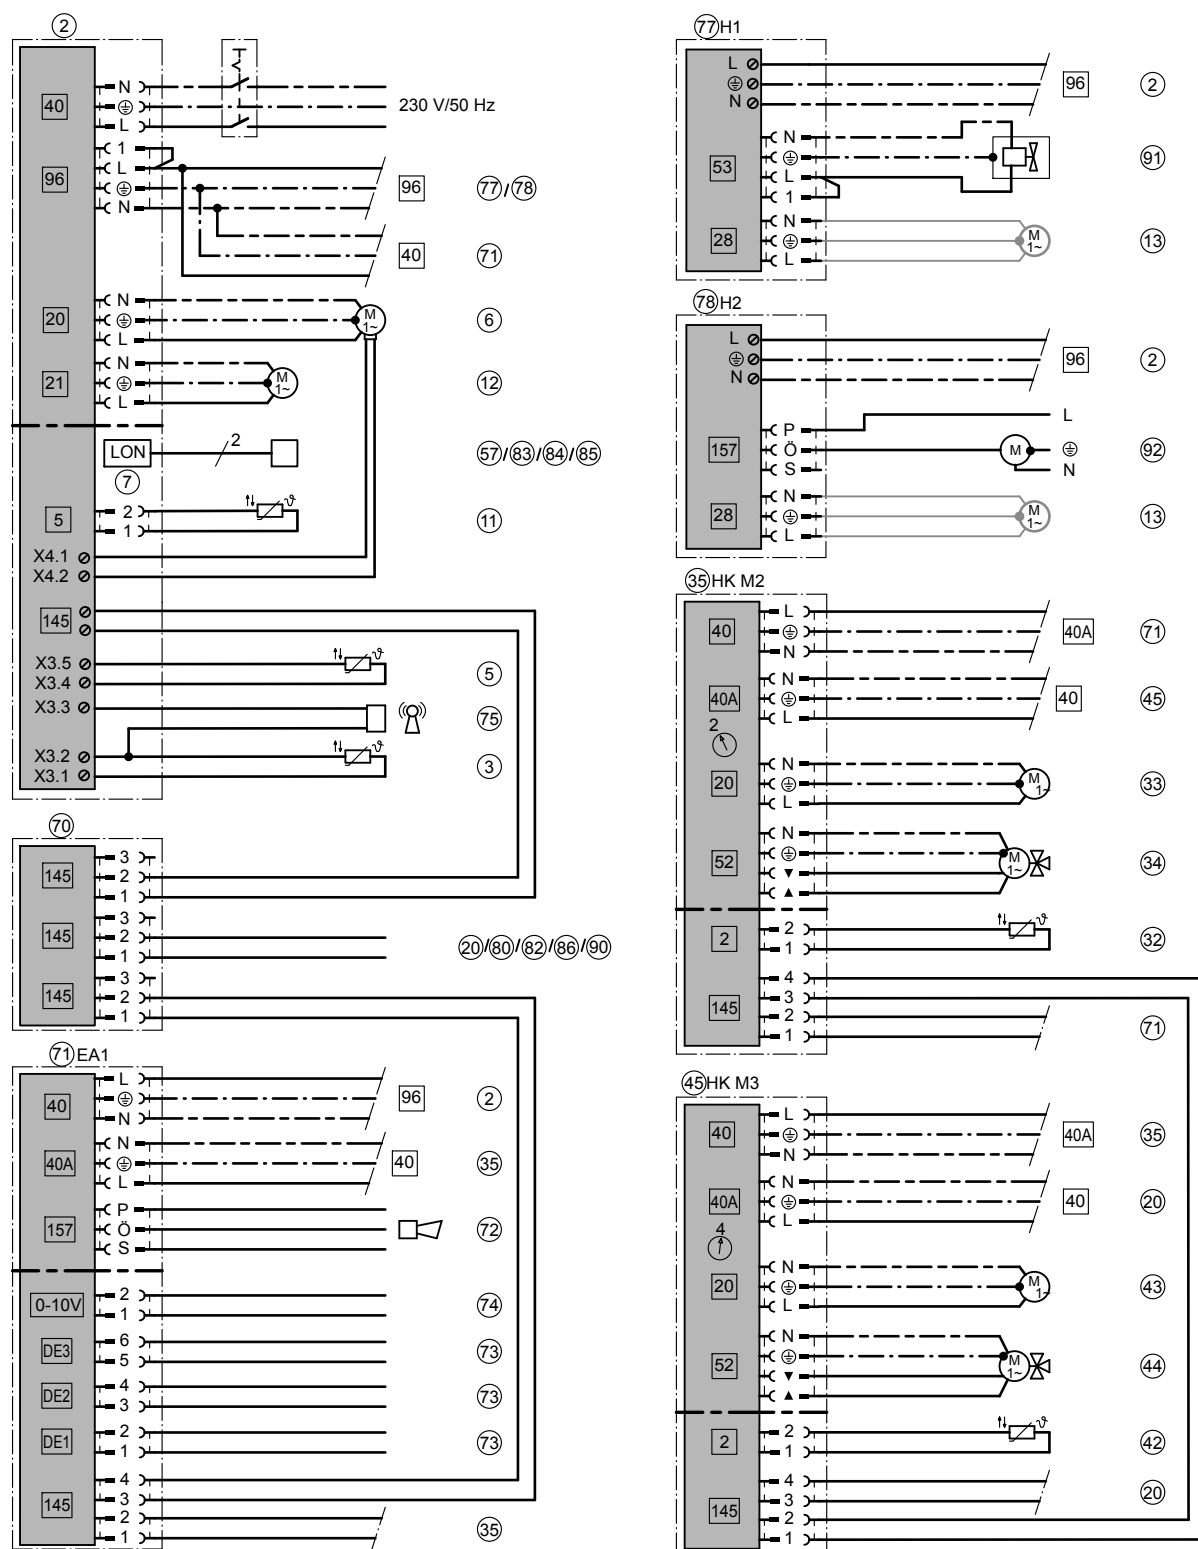 2
40
N
L
230 V/50 Hz
96
1
L
N
96
77/78
40
71
20
N
L
M
1~
6
21
N
L
M
1~
12
LON
2
57/83/84/85
7
5
2
1
ϑ
11
X4.1
X4.2
145
X3.5
X3.4
ϑ
5
X3.3
75
X3.2
X3.1
ϑ
3
70
145
3
2
1
145
3
2
1
20/80/82/86/90
145
3
2
1
71 EA1
40
L
N
96
2
40A
N
L
40
35
157
P
Ö
S
72
0-10V
2
1
74
DE3
6
5
73
DE2
4
3
73
DE1
2
1
73
145
4
3
2
1
35
77 H1
L
N
96
2
53
N
L
1
91
28
N
L
M
1~
13
78 H2
L
N
96
2
157
P
Ö
S
M
L
N
92
28
N
L
M
1~
13
35 HK M2
40
L
N
40A
71
40A
N
L
40
45
2
20
N
L
M
1~
33
52
N
▼
▲
M
1~
34
2
2
1
ϑ
32
145
4
3
2
1
71
45 HK M3
40
L
N
40A
35
40A
N
L
40
20
4
20
N
L
M
1~
43
52
N
▼
▲
M
1~
44
2
2
1
ϑ
42
145
4
3
2
1
20